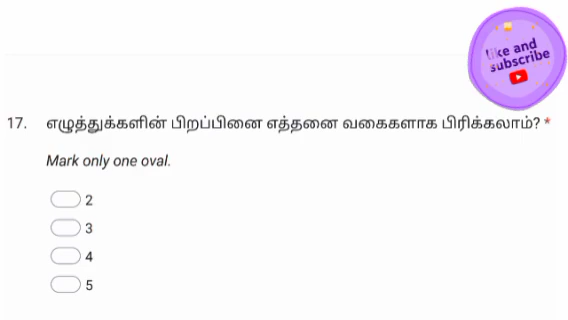 like and
subscribe
17. எழுத்துக்களின் பிறப்பினை எத்தனை வகைகளாக பிரிக்கலாம்? *
Mark only one oval.
2
3
4
5